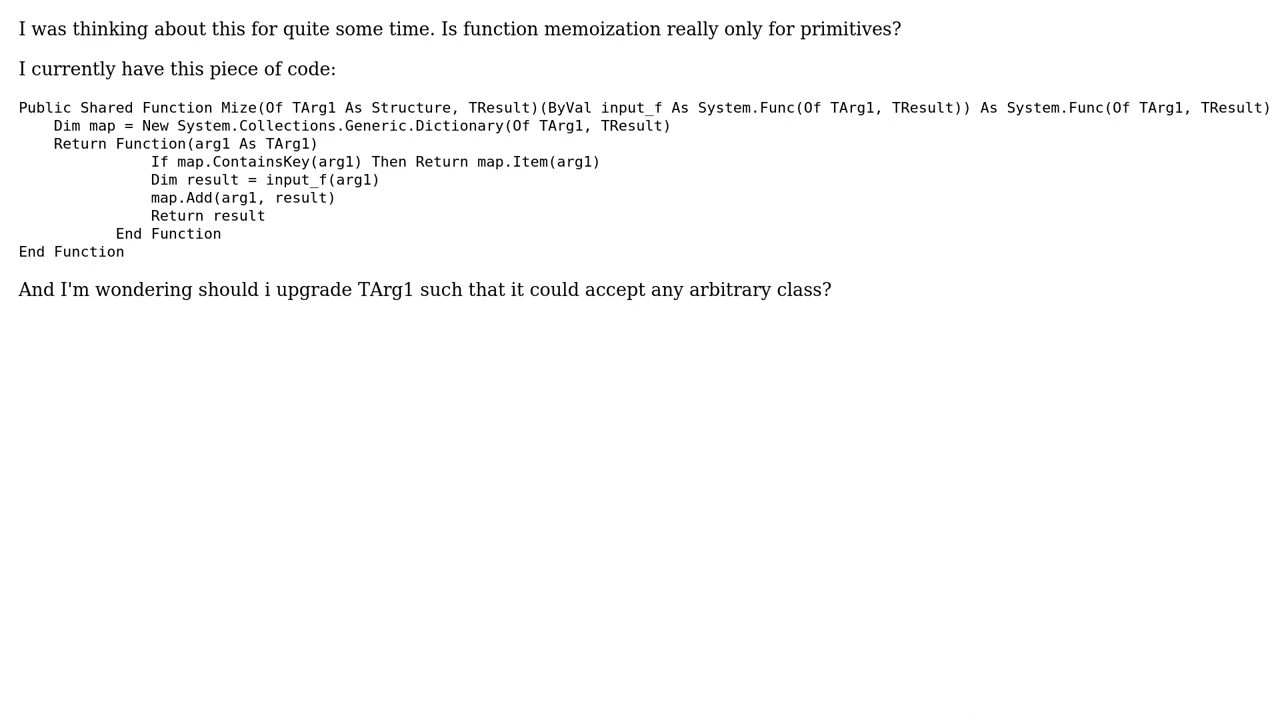 I was thinking about this for quite some time. Is function memoization really only for primitives?
I currently have this piece of code:
Public Shared Function Mize(Of TArg1 As Structure, TResult)(ByVal input_f As System.Func(Of TArg1, TResult)) As System.Func(Of TArg1, TResult)
    Dim map = New System.Collections.Generic.Dictionary(Of TArg1, TResult)
    Return Function(arg1 As TArg1)
               If map.ContainsKey(arg1) Then Return map.Item(arg1)
               Dim result = input_f(arg1)
               map.Add(arg1, result)
               Return result
           End Function
End Function
And I'm wondering should i upgrade TArg1 such that it could accept any arbitrary class?